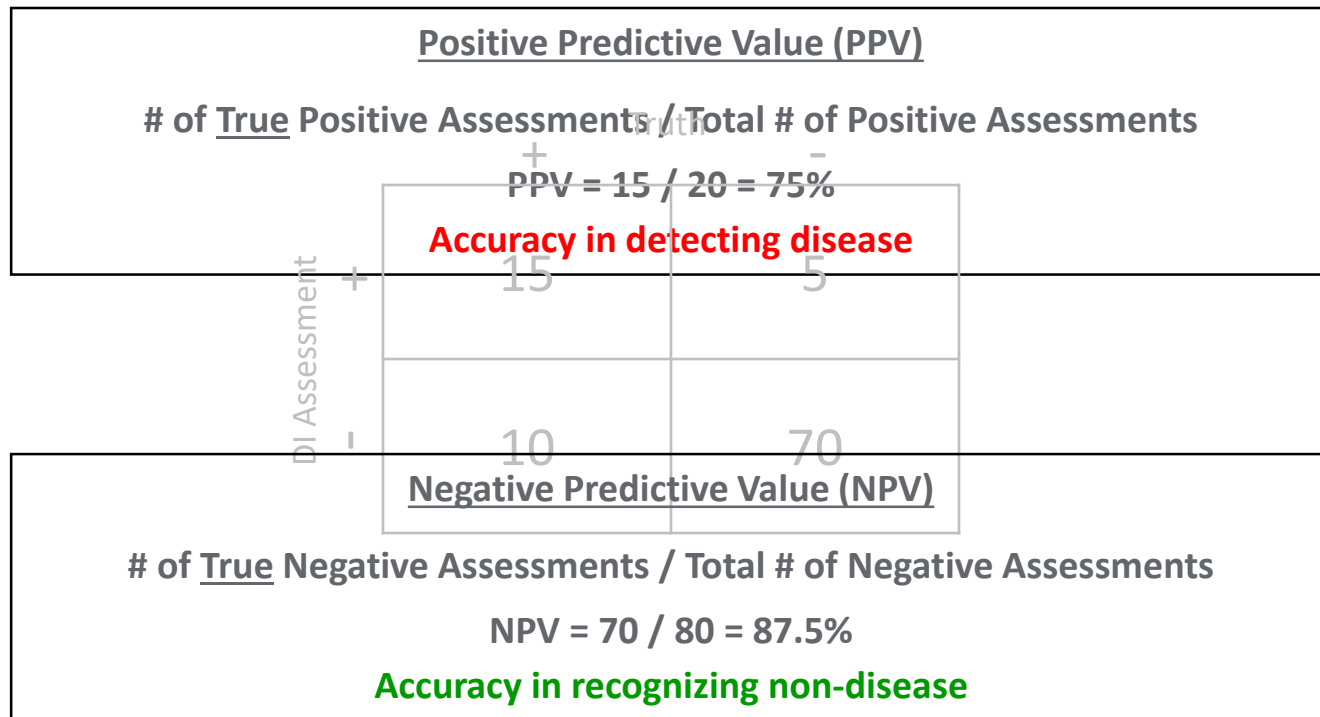 Positive Predictive Value (PPV)
# of True Positive Assessments / Total # of Positive Assessments
Truth
+ -
PPV = 15 / 20 = 75%
Accuracy in detecting disease
DI Assessment
+ 15 5
- 10 70
Negative Predictive Value (NPV)
# of True Negative Assessments / Total # of Negative Assessments
NPV = 70 / 80 = 87.5%
Accuracy in recognizing non-disease